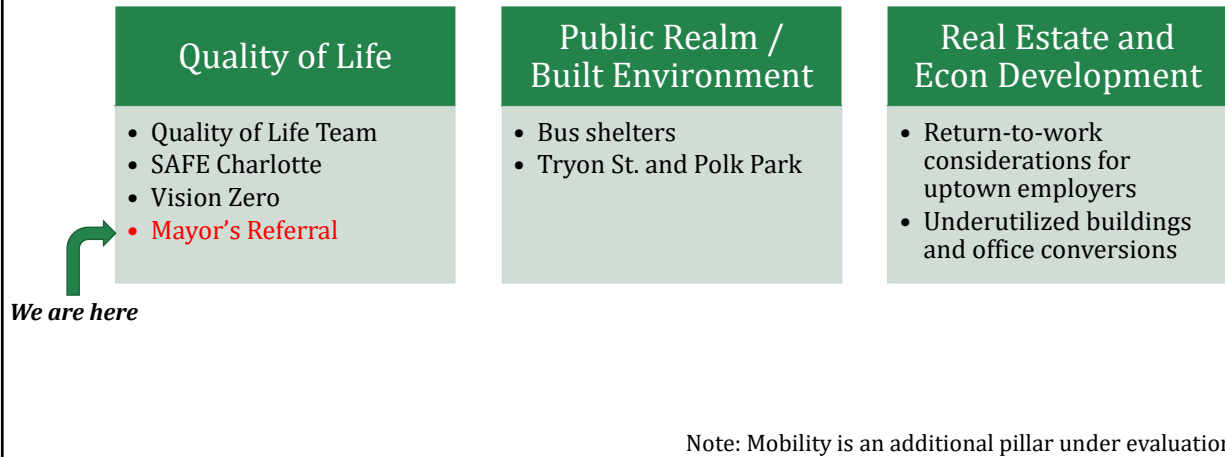 Quality of Life
• Quality of Life Team
• SAFE Charlotte
• Vision Zero
• Mayor's Referral
We are here
Public Realm /
Built Environment
• Bus shelters
• Tryon St. and Polk Park
Real Estate and
Econ Development
• Return-to-work
considerations for
uptown employers
• Underutilized buildings
and office conversions
Note: Mobility is an additional pillar under evaluation